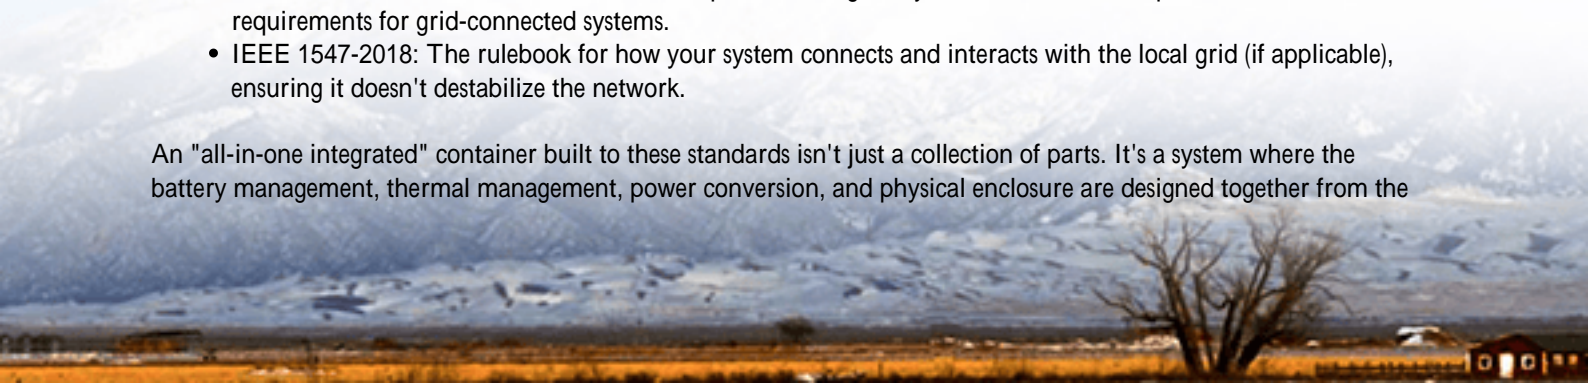 requirements for grid-connected systems.
• IEEE 1547-2018: The rulebook for how your system connects and interacts with the local grid (if applicable),
ensuring it doesn't destabilize the network.
An "all-in-one integrated" container built to these standards isn't just a collection of parts. It's a system where the
battery management, thermal management, power conversion, and physical enclosure are designed together from the